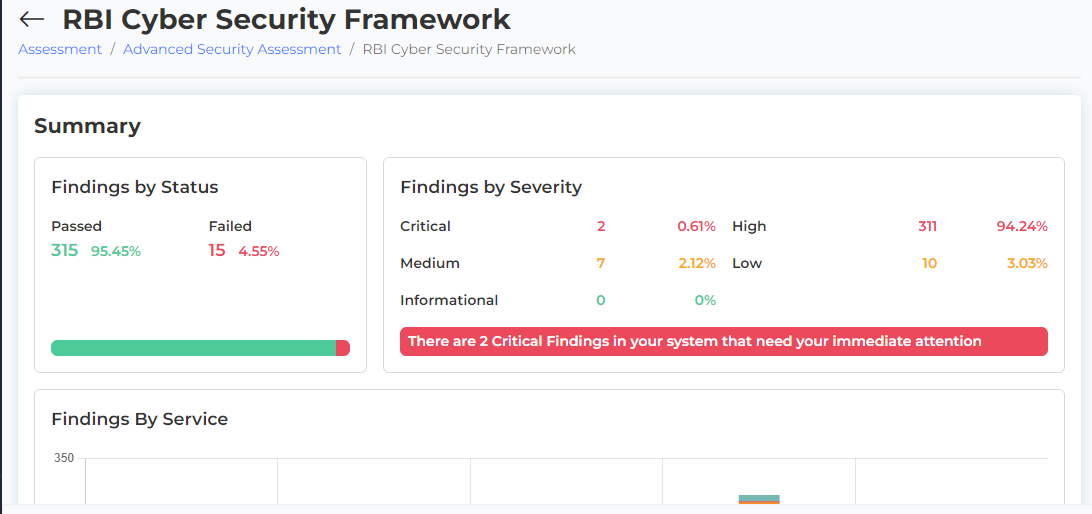 RBI Cyber Security Framework
Assessment / Advanced Security Assessment / RBI Cyber Security Framework
Summary
Findings by Status
Passed Failed
315 95.45% 15 4.55%
Findings by Severity
Critical 2 0.61% High 311 94.24%
Medium 7 2.12% Low 10 3.03%
Informational 0 0%
There are 2 Critical Findings in your system that need your immediate attention
Findings By Service
350